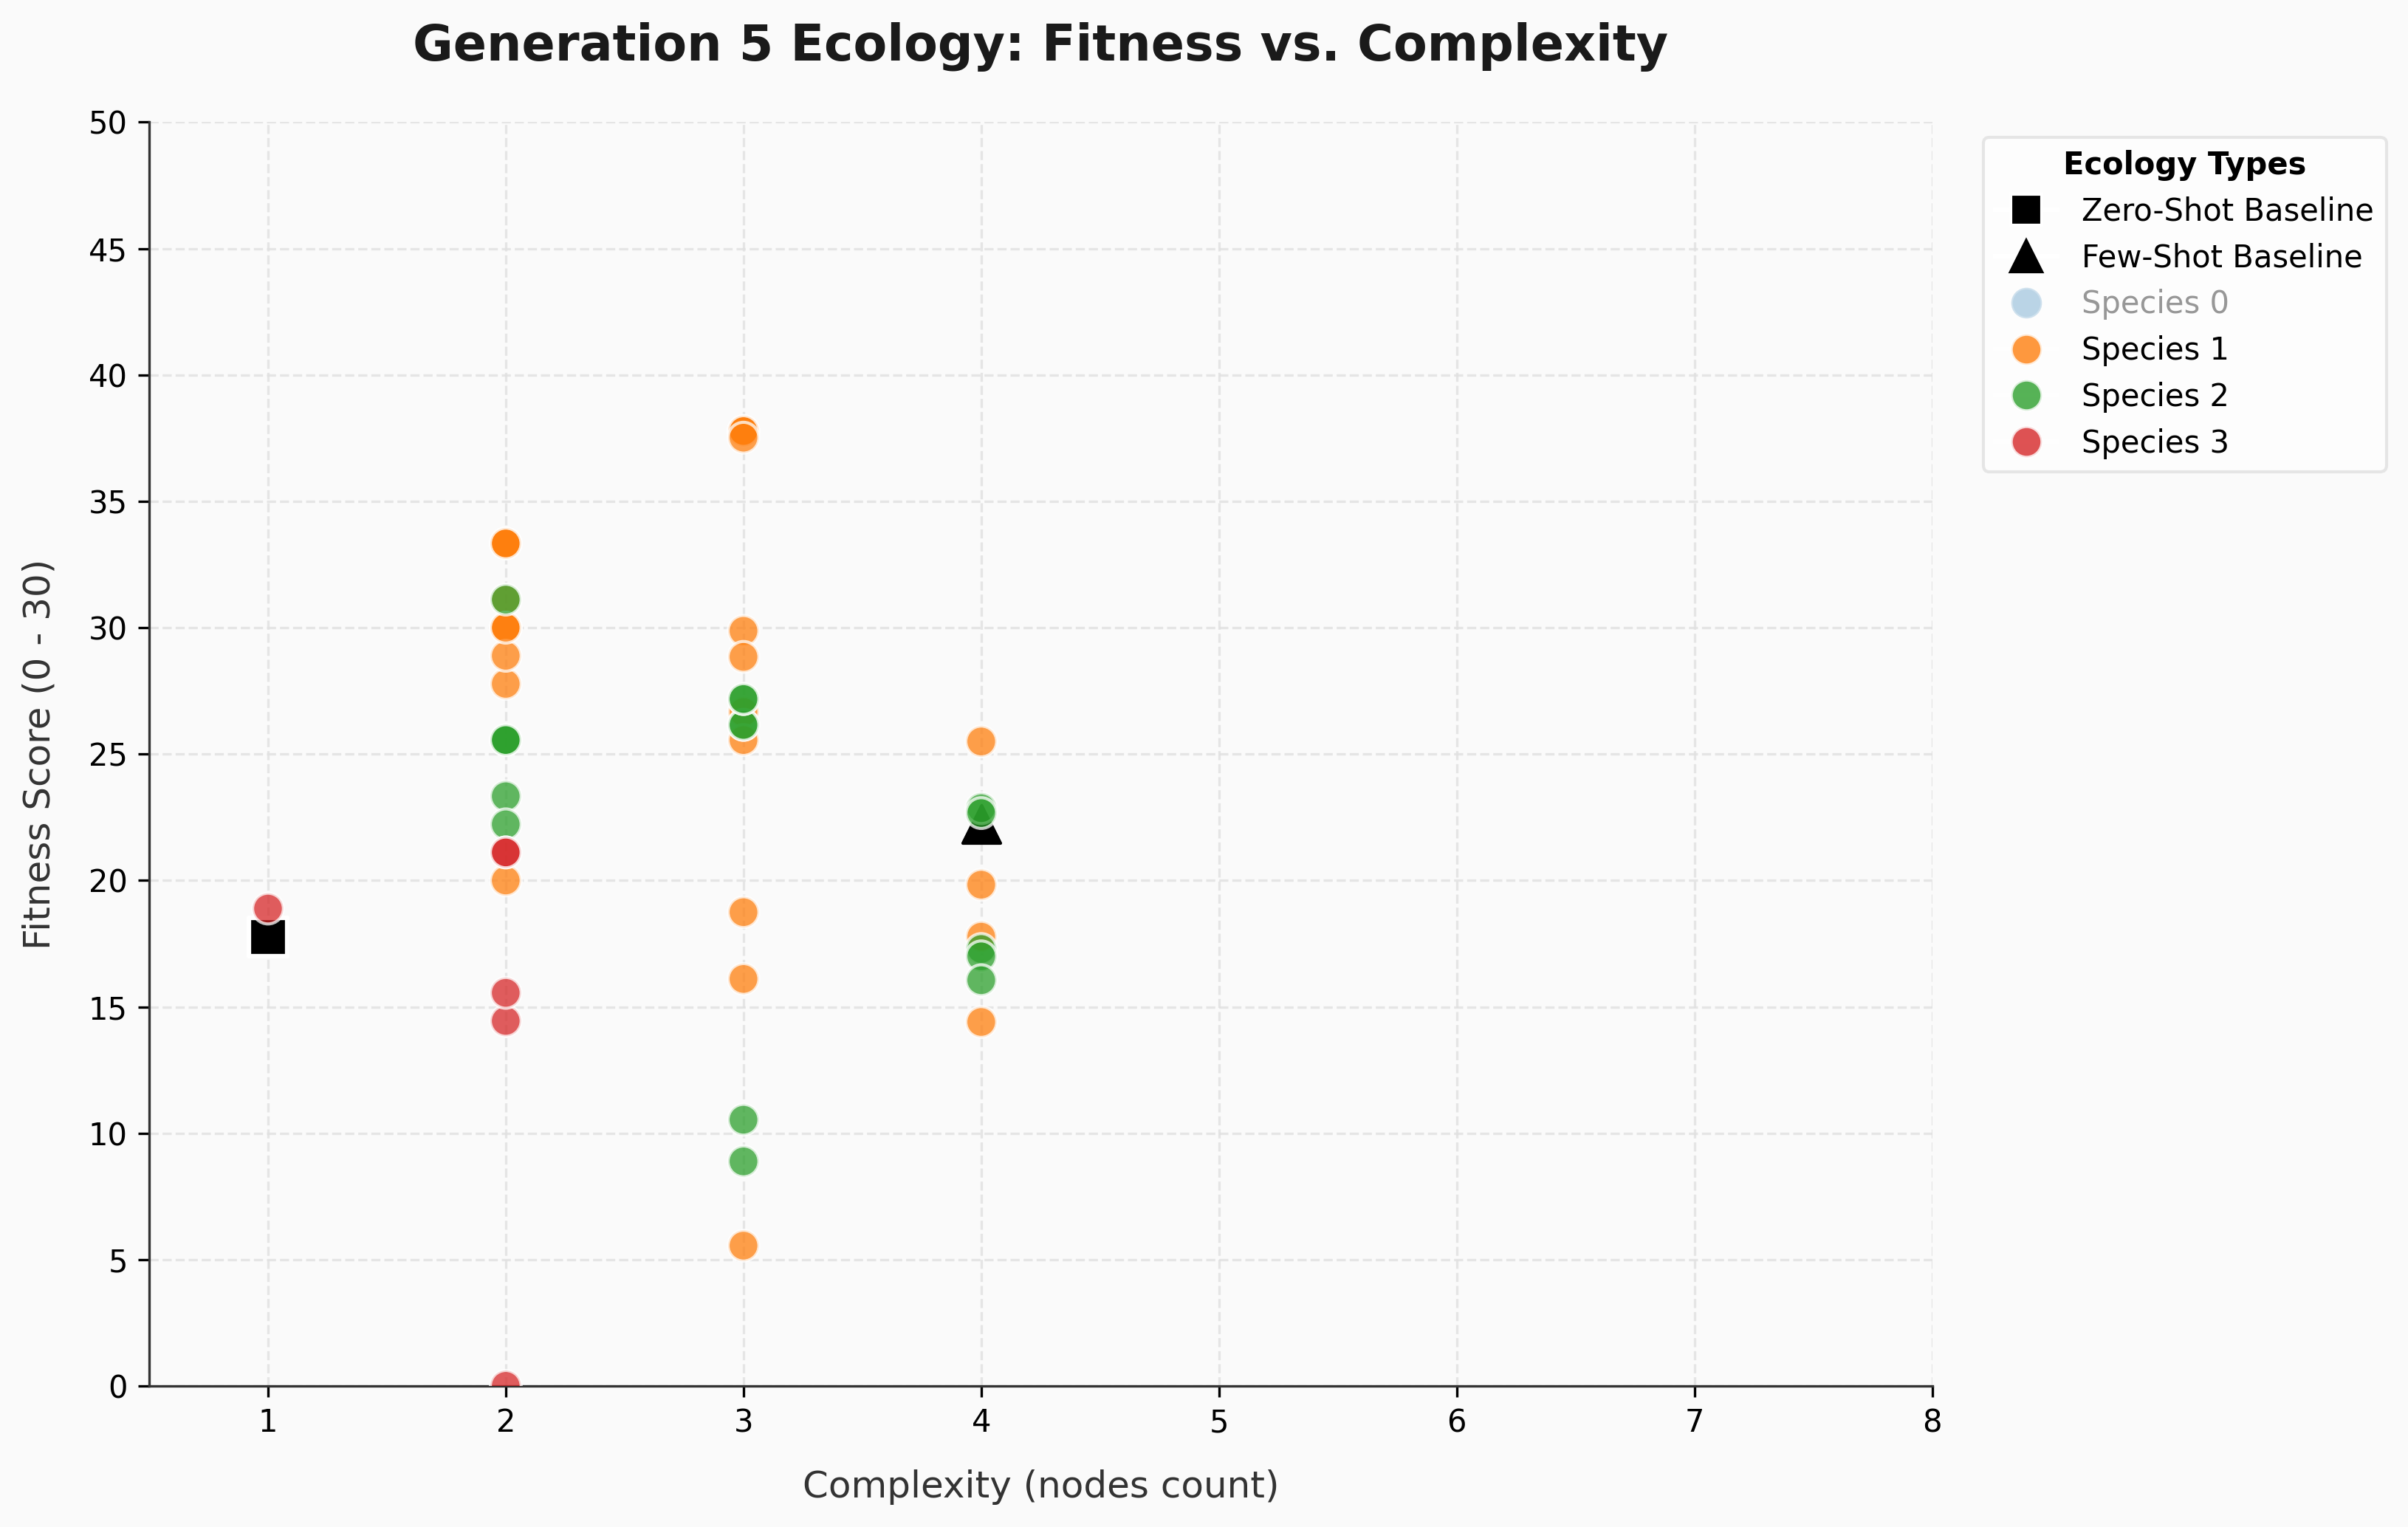 Generation 5 Ecology: Fitness vs. Complexity
50
45
40
35
30
25
20
15
10
5
0
Fitness Score (0 - 30)
1 2 3 4 5 6 7 8
Complexity (nodes count)
Ecology Types
Zero-Shot Baseline
Few-Shot Baseline
Species 0
Species 1
Species 2
Species 3